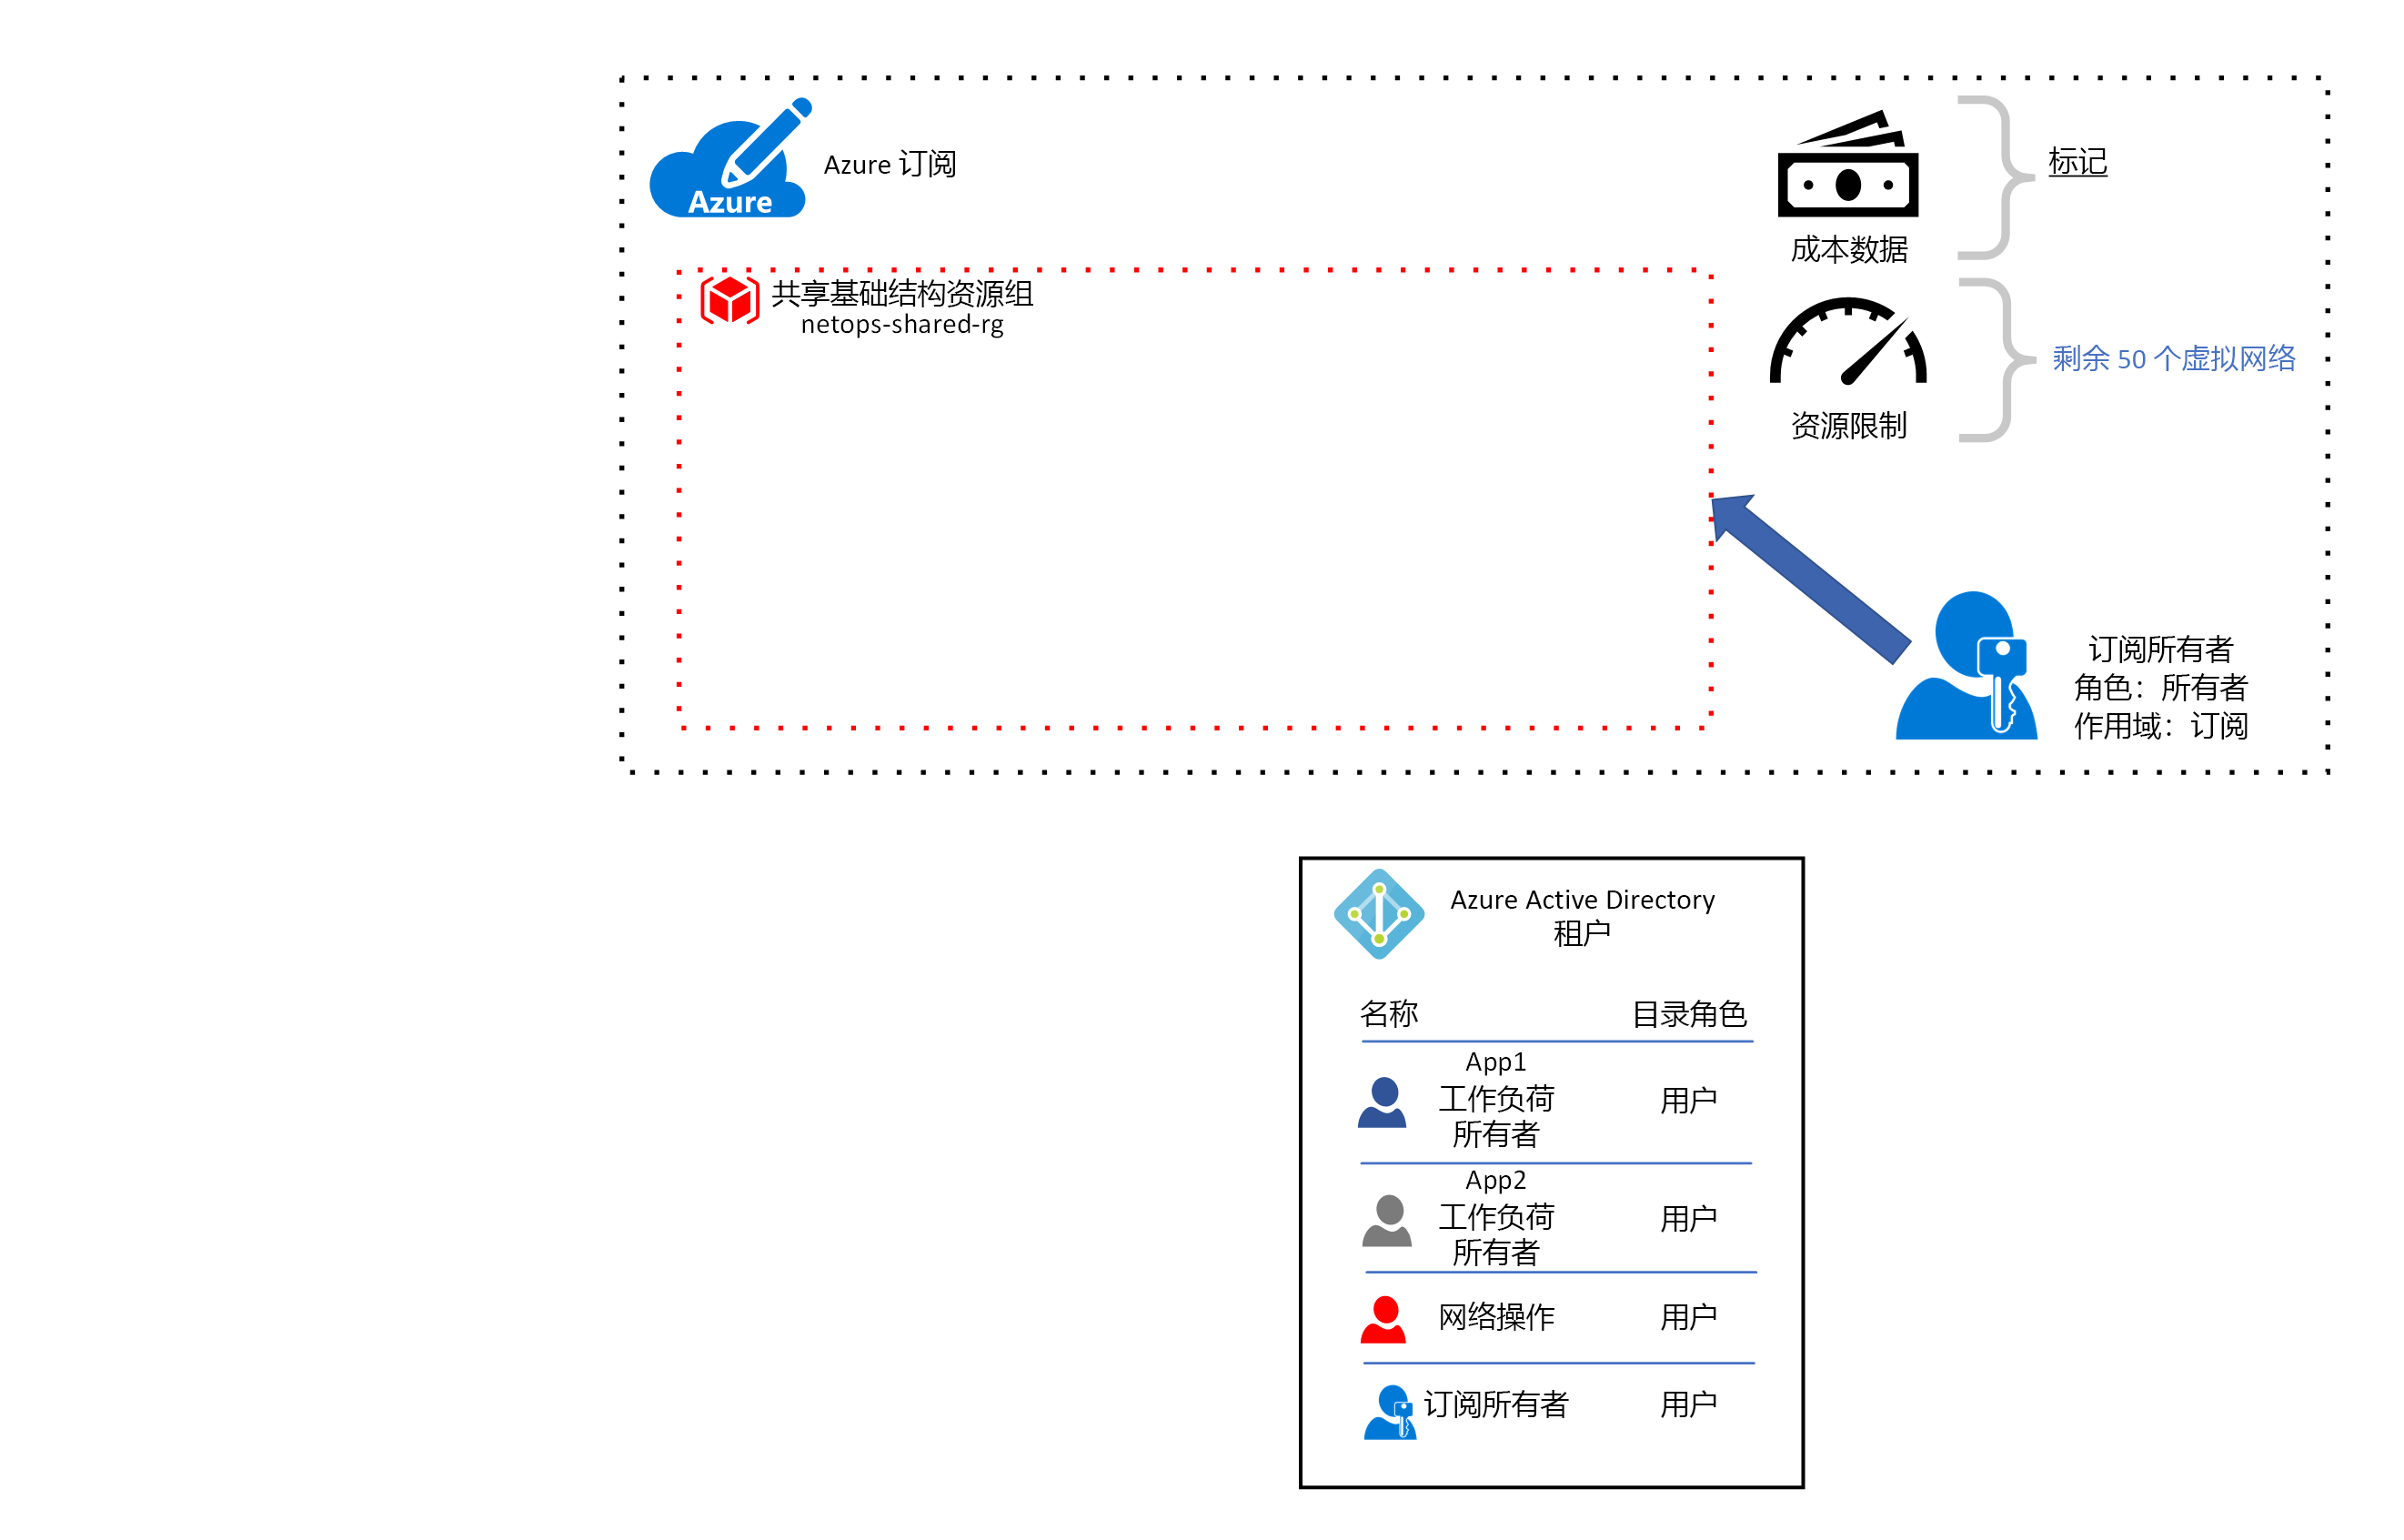 Azure
Azure 订阅
标记
成本数据
共享基础结构资源组
netops-shared-rg
剩余 50 个虚拟网络
资源限制
订阅所有者
角色：所有者
作用域：订阅
Azure Active Directory
租户
名称 目录角色
App1
工作负荷
所有者
用户
App2
工作负荷
所有者
用户
网络操作 用户
订阅所有者 用户